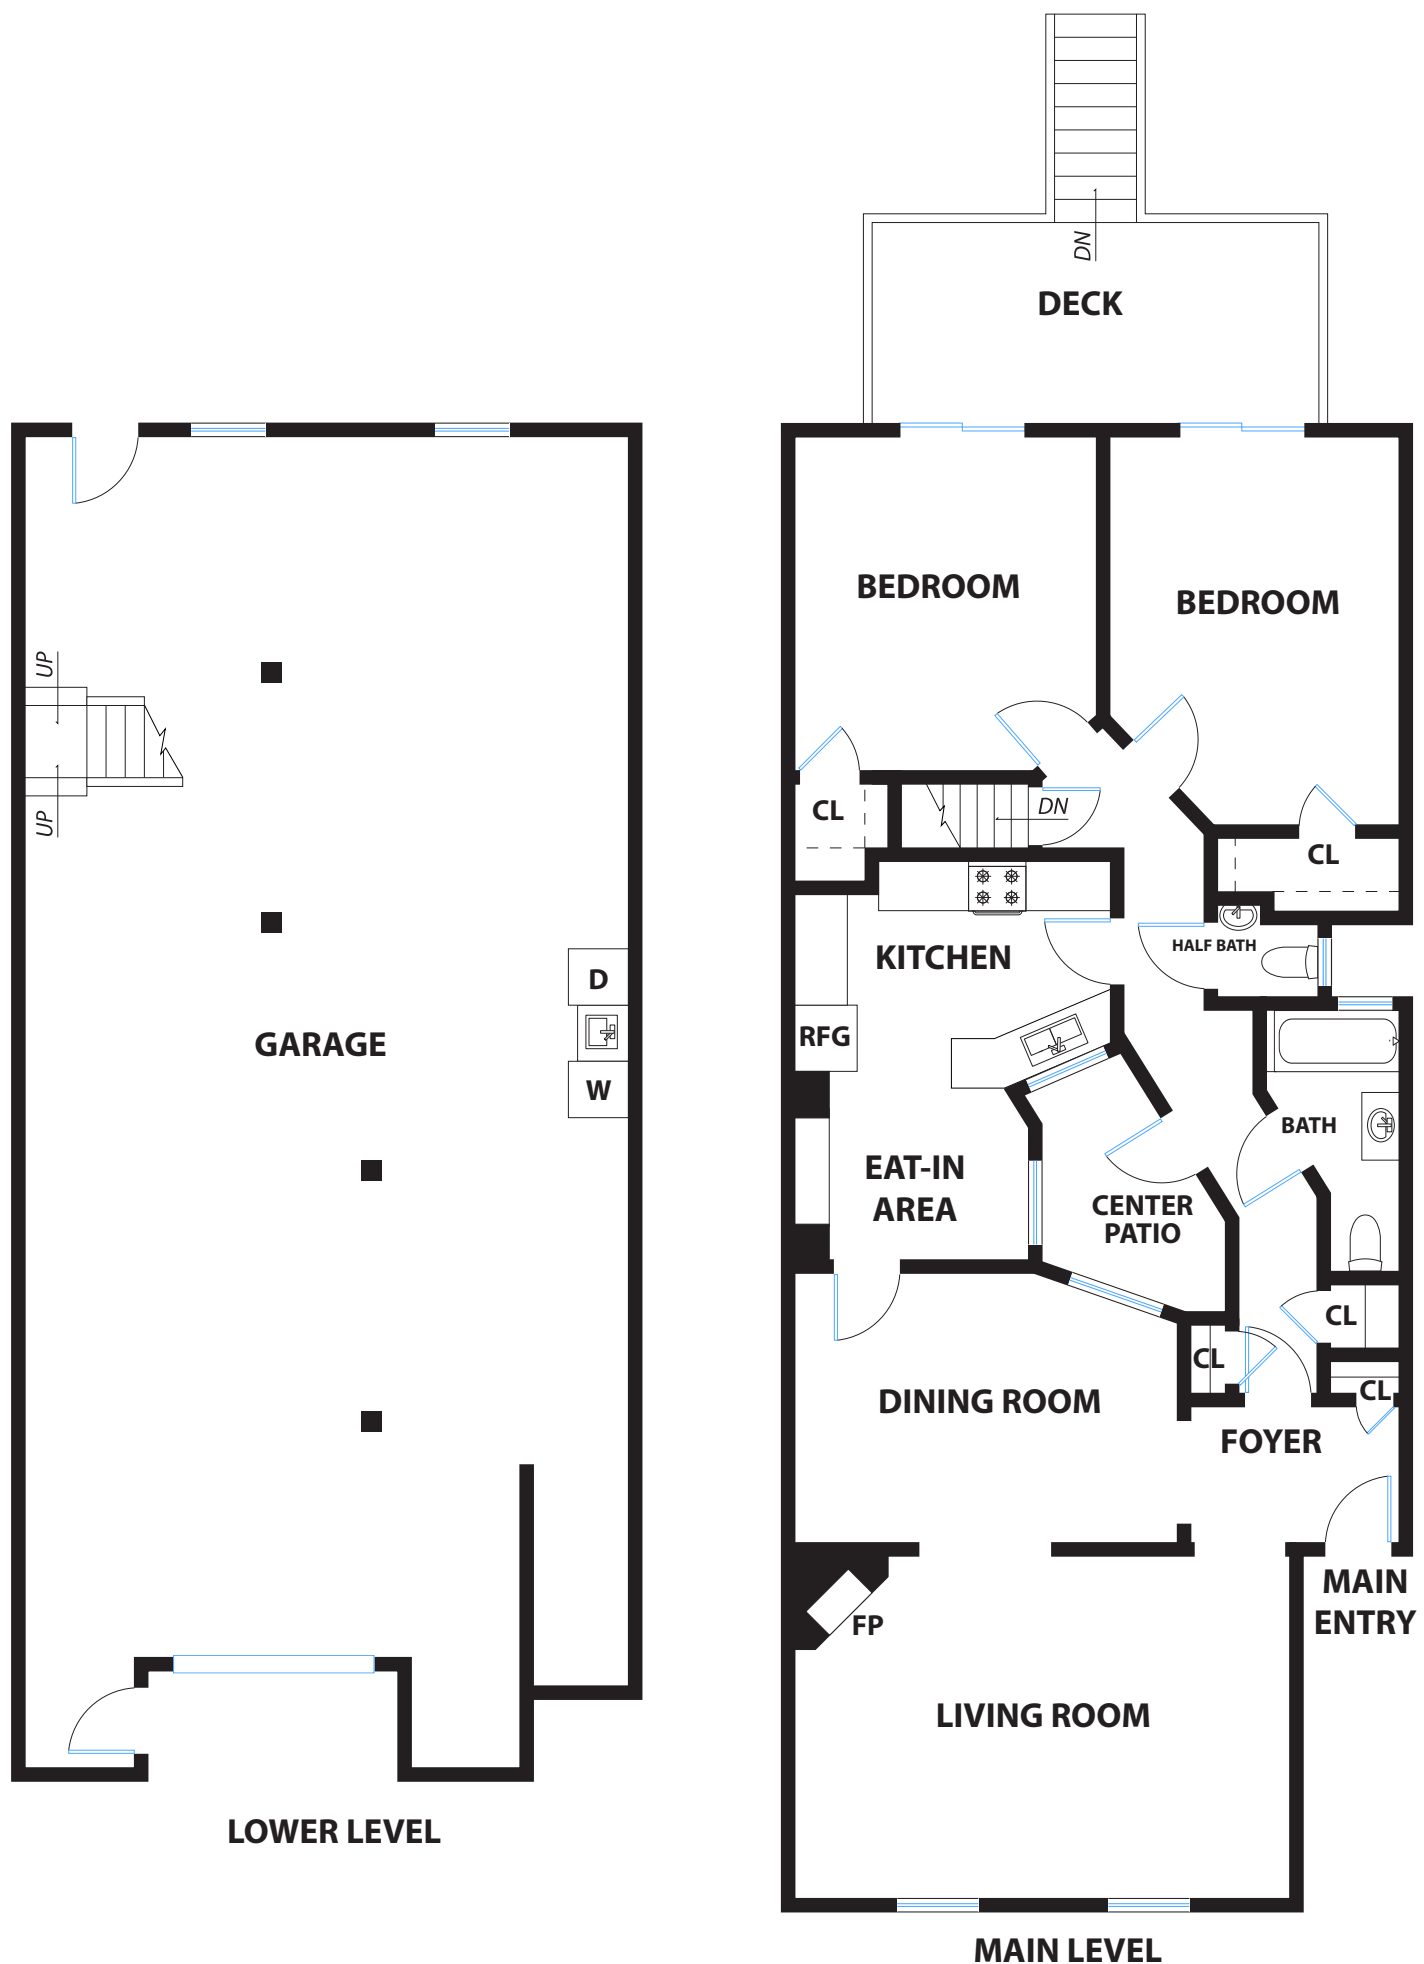 UP
UP
D
GARAGE
W
LOWER LEVEL
DN
DECK
BEDROOM
BEDROOM
CL
DN
CL
HALF BATH
KITCHEN
RFG
BATH
EAT-IN
AREA
CENTER
PATIO
CL
CL
CL
DINING ROOM
FOYER
MAIN
ENTRY
FP
LIVING ROOM
MAIN LEVEL